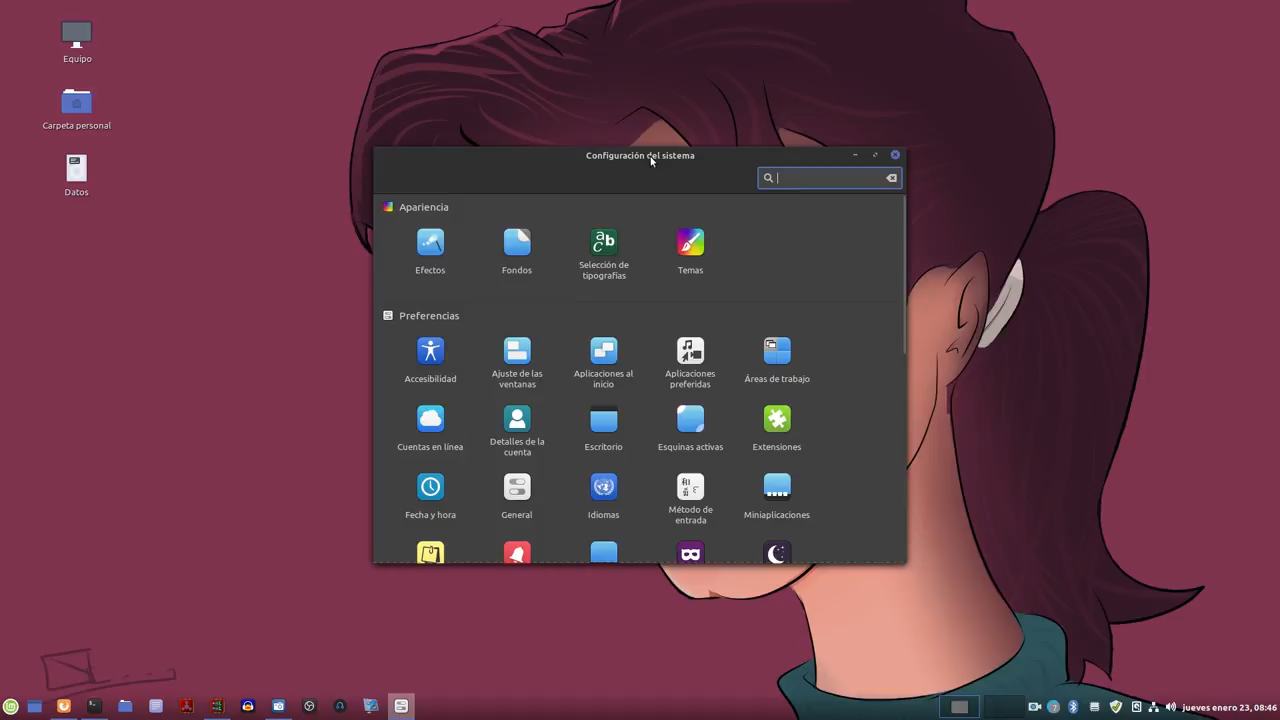 Equipo
Carpeta personal
Datos
Configuración del sistema
Apariencia
Efectos
Fondos
Selección de
tipografías
Temas
Preferencias
Accesibilidad
Ajuste de las
ventanas
Aplicaciones al
inicio
Aplicaciones
preferidas
Áreas de trabajo
Cuentas en línea
Detalles de la
cuenta
Escritorio
Esquinas activas
Extensiones
Fecha y hora
General
Idiomas
Método de
entrada
Miniaplicaciones
jueves enero 23, 08:46